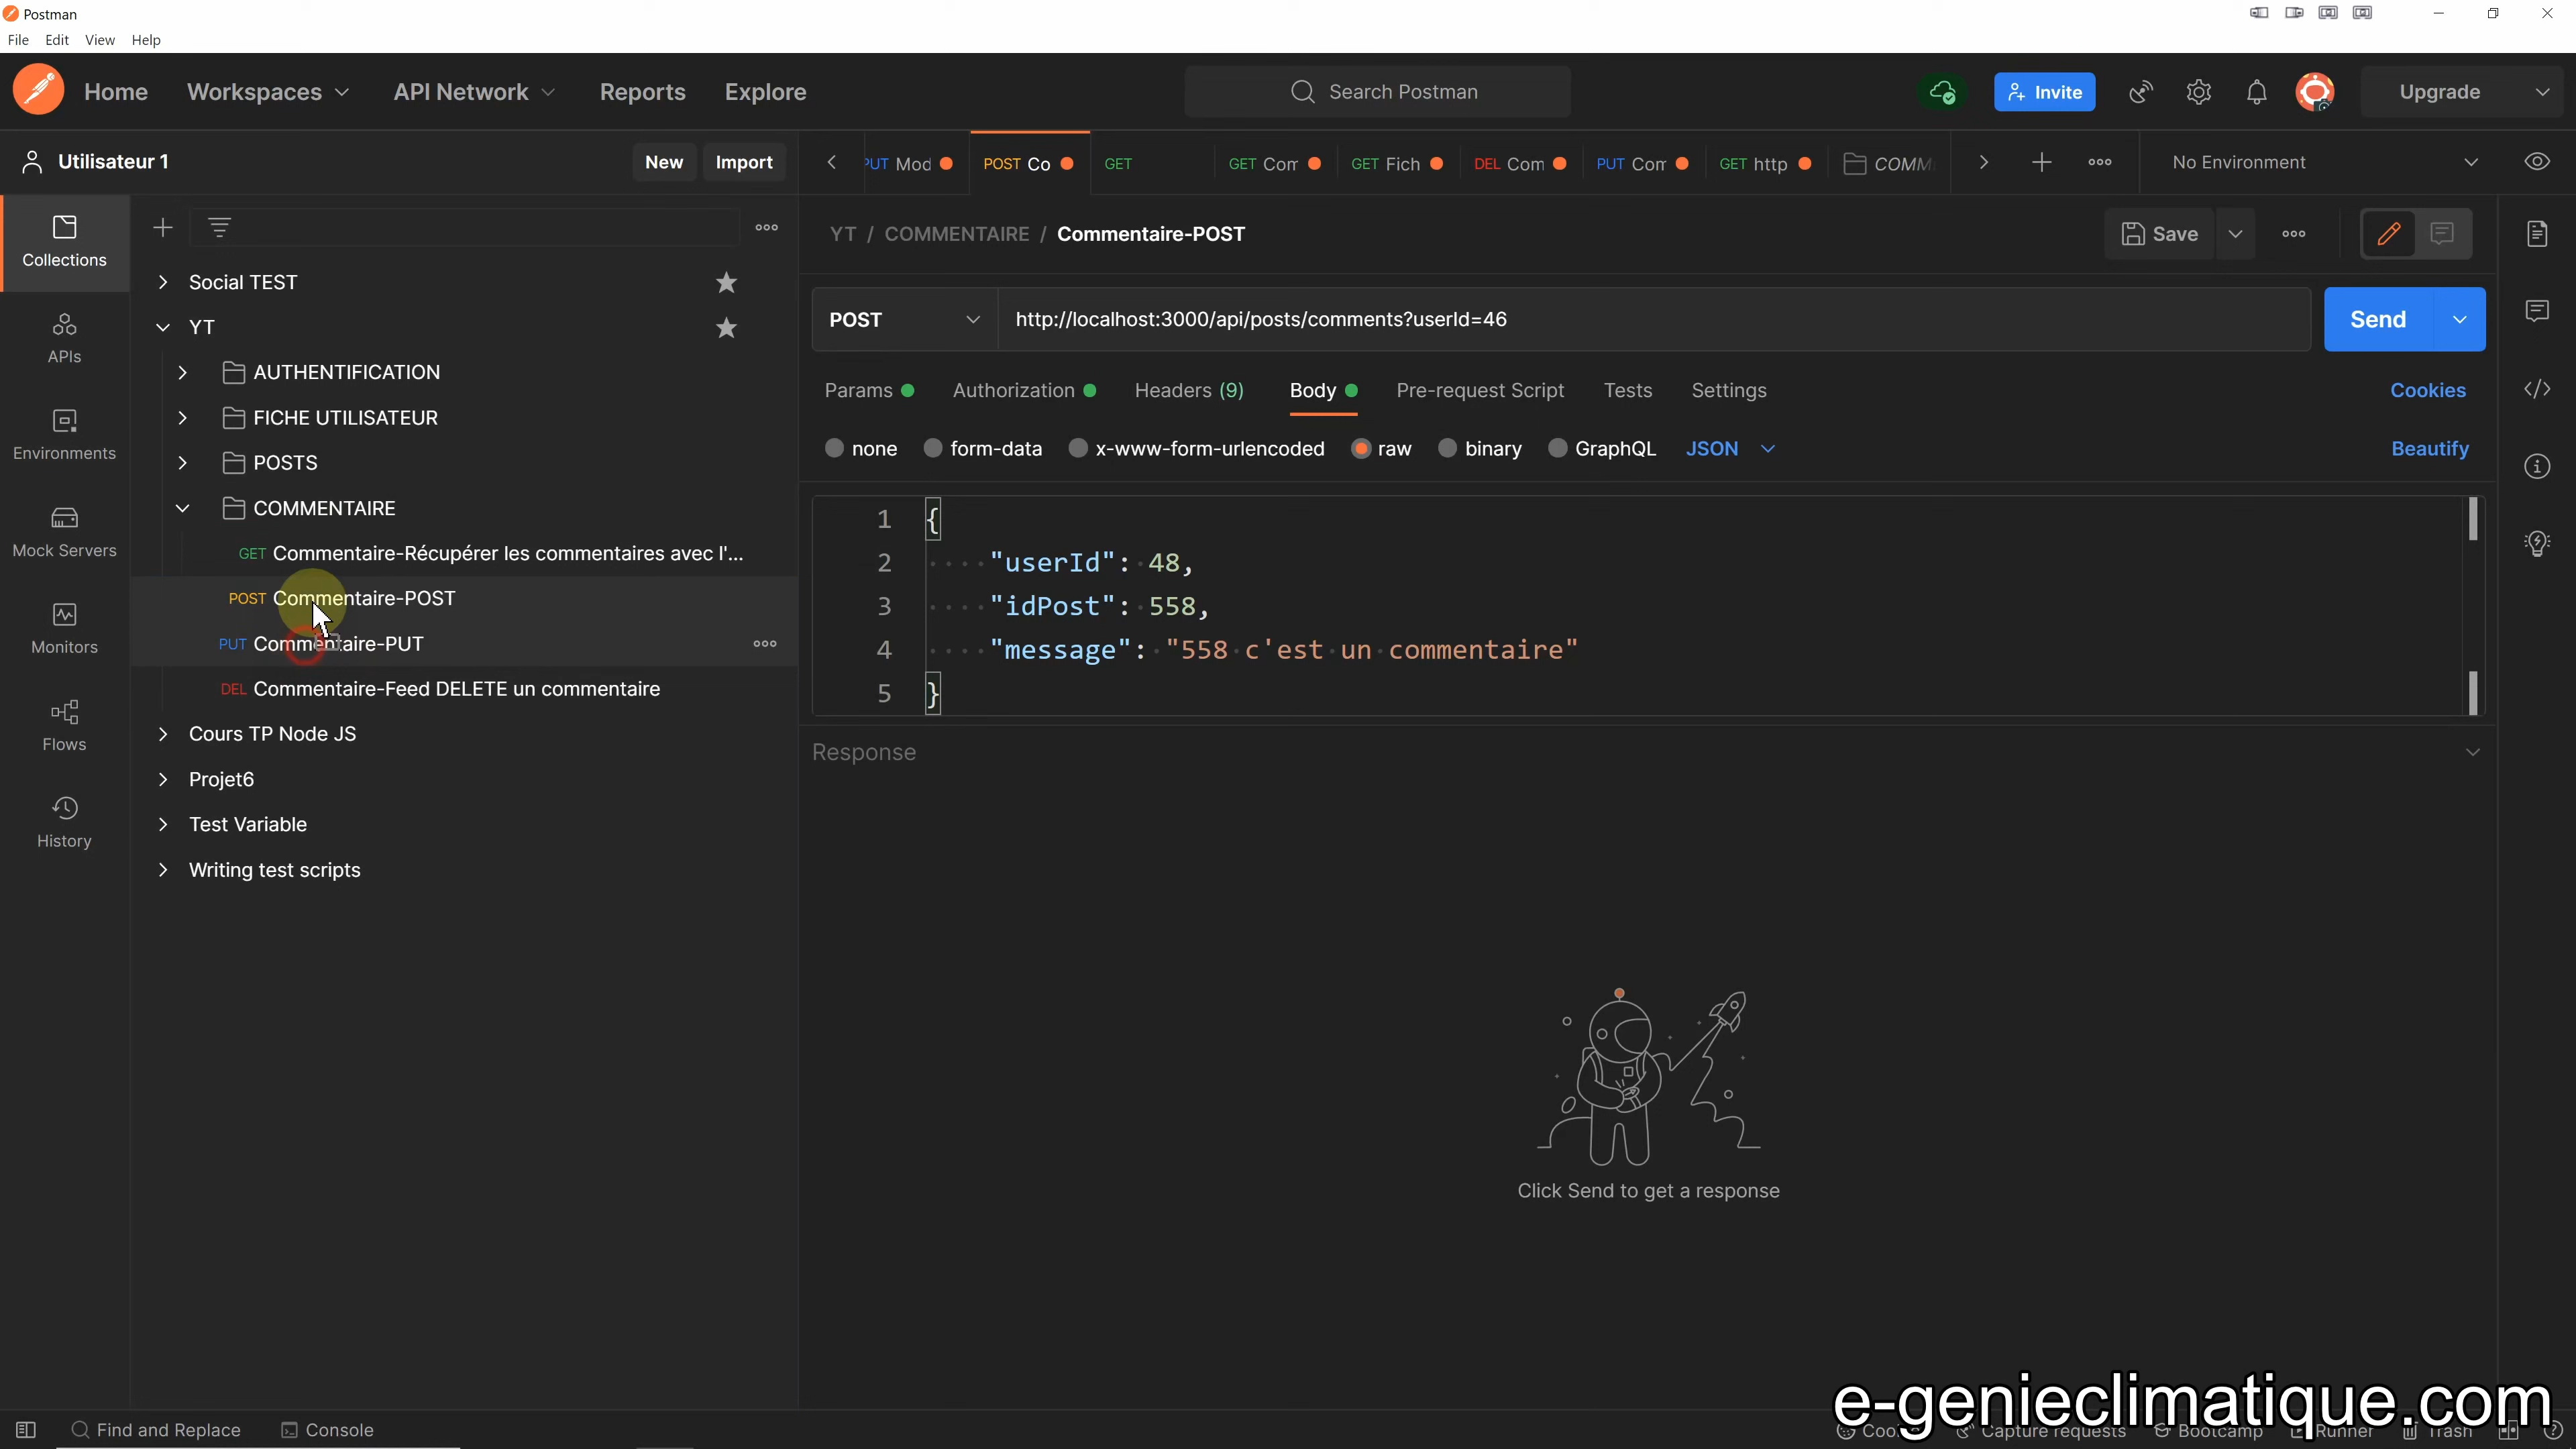 Postman
File Edit View Help
Home Workspaces API Network Reports Explore
Search Postman
Invite
Upgrade
Utilisateur 1
New Import
PUT Mod
POST Co
GET
GET Com
GET Fich
DEL Com
PUT Com
GET http
COMM
No Environment
Collections
APIs
Environments
Mock Servers
Monitors
Flows
History
Social TEST
YT
AUTHENTIFICATION
FICHE UTILISATEUR
POSTS
COMMENTAIRE
GET Commentaire-Récupérer les commentaires avec l'...
POST Commentaire-POST
PUT Commentaire-PUT
DEL Commentaire-Feed DELETE un commentaire
Cours TP Node JS
Projet6
Test Variable
Writing test scripts
YT / COMMENTAIRE / Commentaire-POST
Save
POST http://localhost:3000/api/posts/comments?userId=46
Send
Params Authorization Headers (9) Body Pre-request Script Tests Settings
Cookies
none form-data x-www-form-urlencoded raw binary GraphQL JSON
Beautify
1 {
2 "userId": 48,
3 "idPost": 558,
4 "message": "558 c'est un commentaire"
5 }
Response
Click Send to get a response
e-genieclimatique.com
Find and Replace Console
Capture requests Bootcamp Runner Trash